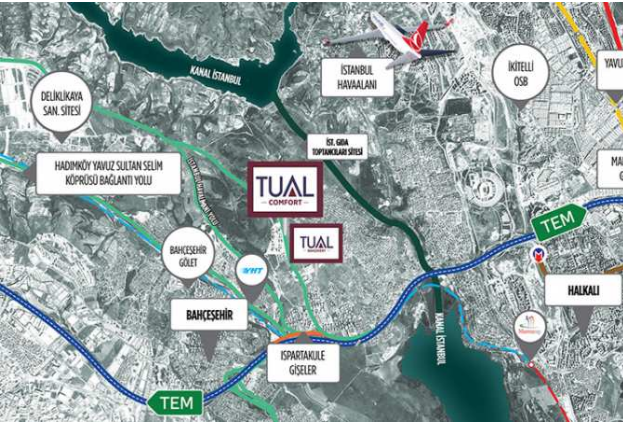 KANAL İSTANBUL
İSTANBUL
HAVAALANI
İKİTELLİ
OSB
DELİKLİKAYA
SAN. SİTESİ
İST. GIDA
TOPTANCILARI SİTESİ
HADIMKÖY YAVUZ SULTAN SELİM
KÖPRÜSÜ BAĞLANTI YOLU
TUAL
COMFORT
TUAL
TEM
BAHÇEŞEHİR
GÖLET
YHT
M
HALKALI
BAHÇEŞEHİR
KANAL İSTANBUL
ISPARTAKULE
GİŞELER
TEM